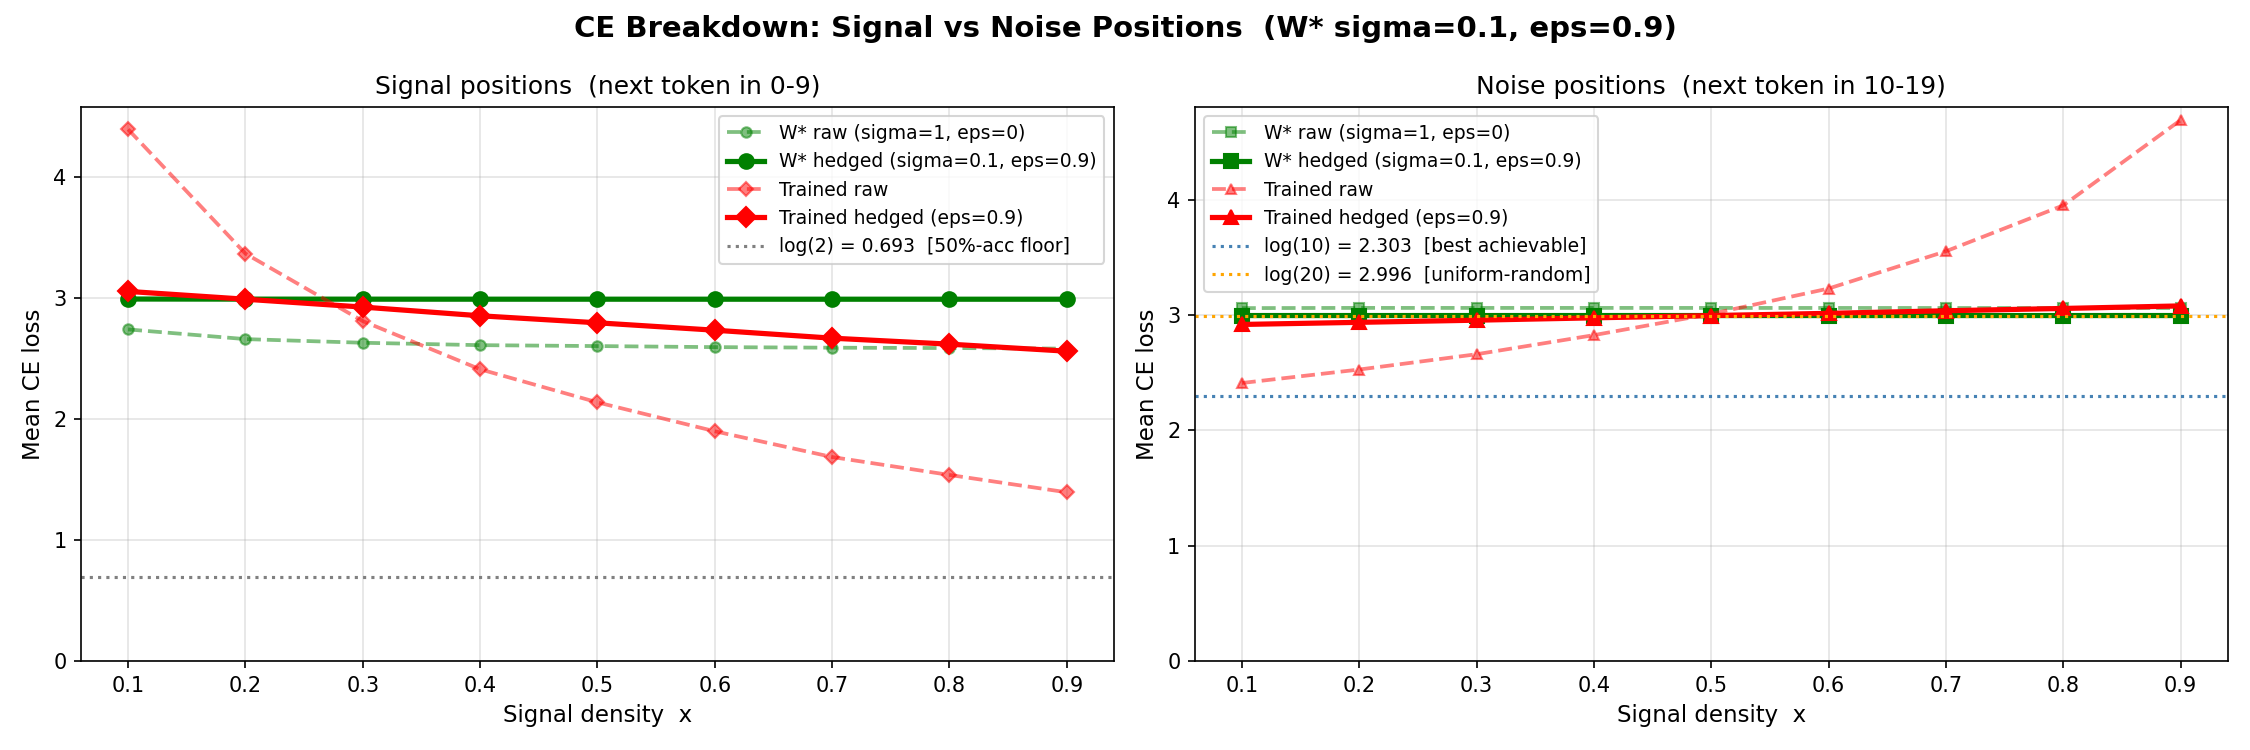 CE Breakdown: Signal vs Noise Positions  (W* sigma=0.1, eps=0.9)
Signal positions  (next token in 0-9)
W* raw (sigma=1, eps=0)
W* hedged (sigma=0.1, eps=0.9)
Trained raw
Trained hedged (eps=0.9)
log(2) = 0.693  [50%-acc floor]
Mean CE loss
4
3
2
1
0
0.1 0.2 0.3 0.4 0.5 0.6 0.7 0.8 0.9
Signal density  x
Noise positions  (next token in 10-19)
W* raw (sigma=1, eps=0)
W* hedged (sigma=0.1, eps=0.9)
Trained raw
Trained hedged (eps=0.9)
log(10) = 2.303  [best achievable]
log(20) = 2.996  [uniform-random]
Mean CE loss
4
3
2
1
0
0.1 0.2 0.3 0.4 0.5 0.6 0.7 0.8 0.9
Signal density  x